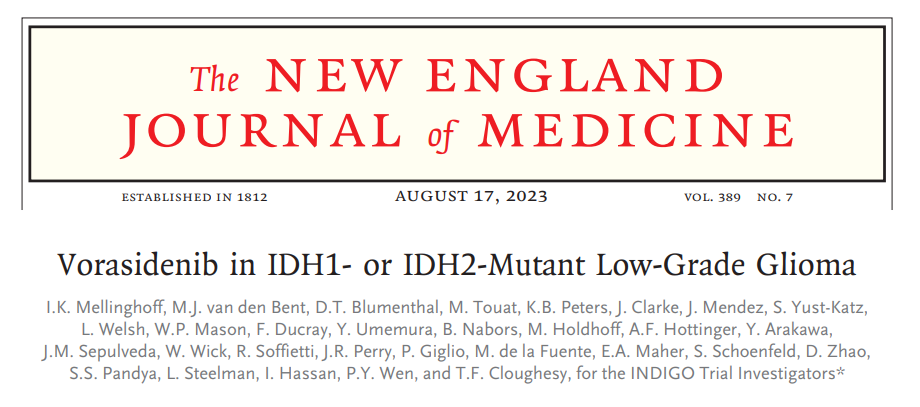 The NEW ENGLAND
JOURNAL of MEDICINE
ESTABLISHED IN 1812 AUGUST 17, 2023 VOL. 389 NO. 7
Vorasidenib in IDH1- or IDH2-Mutant Low-Grade Glioma
I.K. Mellinghoff, M.J. van den Bent, D.T. Blumenthal, M. Touat, K.B. Peters, J. Clarke, J. Mendez, S. Yust-Katz,
L. Welsh, W.P. Mason, F. Ducray, Y. Umemura, B. Nabors, M. Holdhoff, A.F. Hottinger, Y. Arakawa,
J.M. Sepulveda, W. Wick, R. Soffietti, J.R. Perry, P. Giglio, M. de la Fuente, E.A. Maher, S. Schoenfeld, D. Zhao,
S.S. Pandya, L. Steelman, I. Hassan, P.Y. Wen, and T.F. Cloughesy, for the INDIGO Trial Investigators*